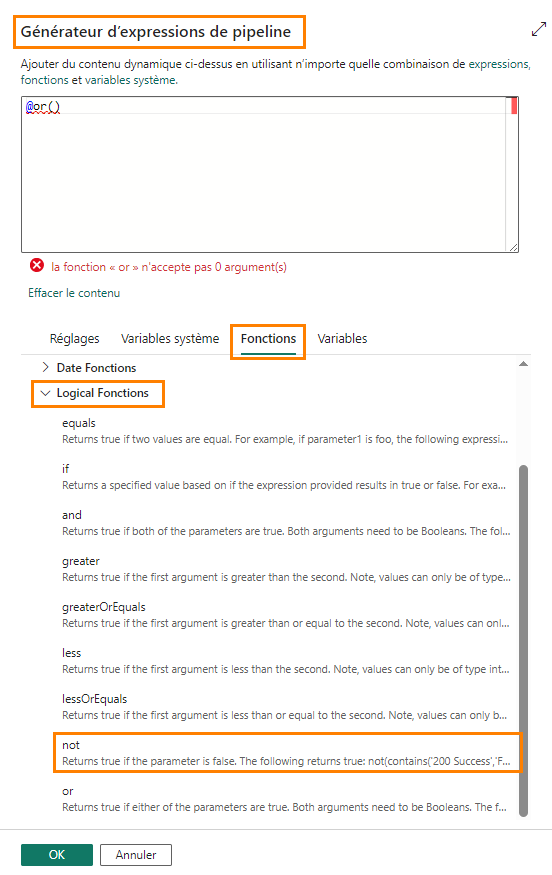 Générateur d’expressions de pipeline
Ajouter du contenu dynamique ci-dessus en utilisant n’importe quelle combinaison de expressions,
fonctions et variables système.
@or()
la fonction « or » n'accepte pas 0 argument(s)
Effacer le contenu
Réglages Variables système Fonctions Variables
Date Fonctions
Logical Fonctions
equals
Returns true if two values are equal. For example, if parameter1 is foo, the following expressi...
if
Returns a specified value based on if the expression provided results in true or false. For exa...
and
Returns true if both of the parameters are true. Both arguments need to be Booleans. The fol...
greater
Returns true if the first argument is greater than the second. Note, values can only be of type...
greaterOrEquals
Returns true if the first argument is greater than or equal to the second. Note, values can onl...
less
Returns true if the first argument is less than the second. Note, values can only be of type int...
lessOrEquals
Returns true if the first argument is less than or equal to the second. Note, values can only b...
not
Returns true if the parameter is false. The following returns true: not(contains('200 Success','F...
or
Returns true if either of the parameters are true. Both arguments need to be Booleans. The f...
OK Annuler